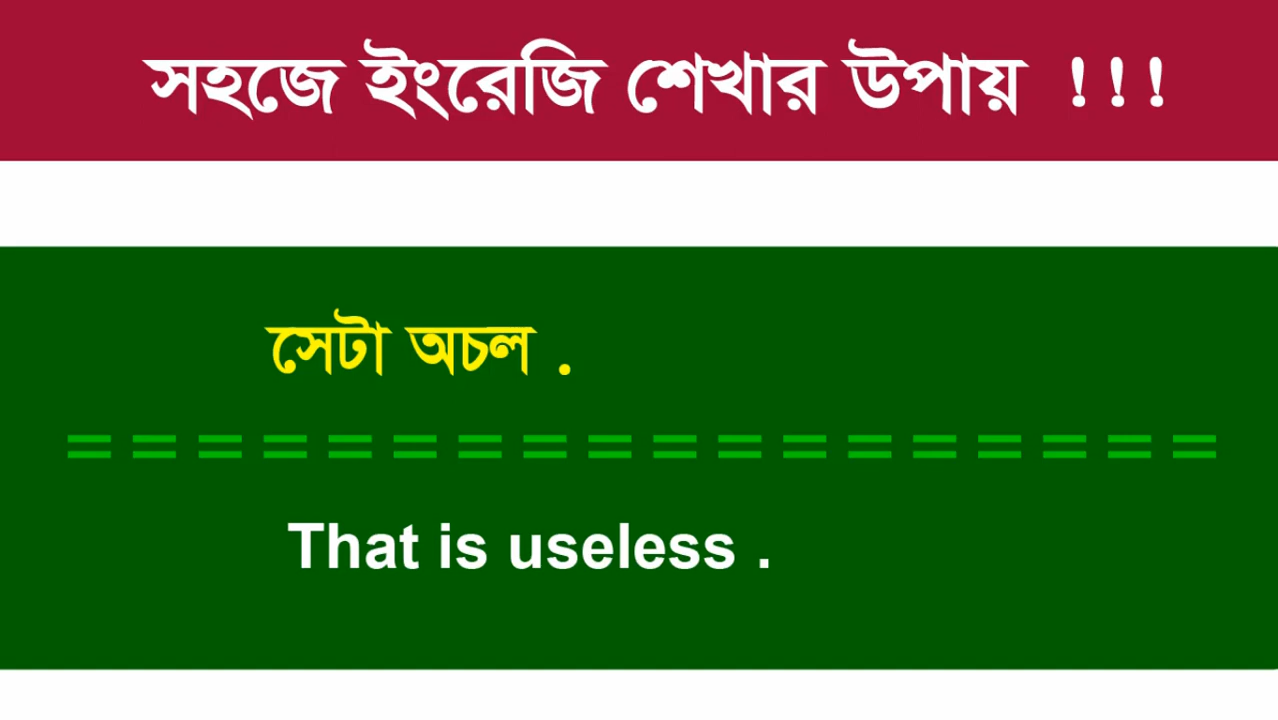 সহজে ইংরেজি শেখার উপায় !!!
সেটা অচল .
==================
That is useless .